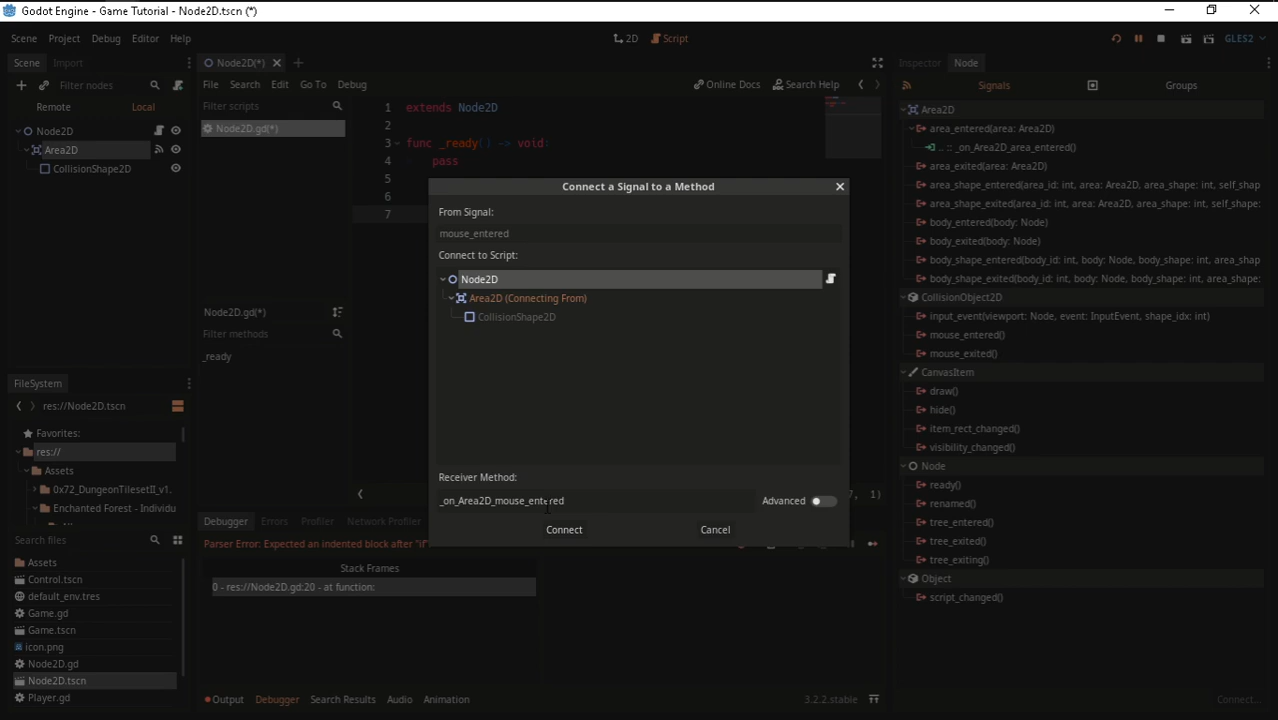 Godot Engine - Game Tutorial - Node2D.tscn (*)
Scene Project Debug Editor Help
2D Script
GLES2
Scene Import
Filter nodes
Remote Local
Node2D
Area2D
CollisionShape2D
Node2D(*)
File Search Edit Go To Debug
Online Docs Search Help
Filter scripts
Node2D.gd(*)
Node2D.gd(*)
Filter methods
_ready
1 extends Node2D
2
3 func _ready() -> void:
4 pass
5
6
7
Connect a Signal to a Method
From Signal:
mouse_entered
Connect to Script:
Node2D
Area2D (Connecting From)
CollisionShape2D
Receiver Method:
_on_Area2D_mouse_entered
Advanced
Connect Cancel
7, 1)
Inspector Node
Signals Groups
Area2D
area_entered(area: Area2D)
.. :: _on_Area2D_area_entered()
area_exited(area: Area2D)
area_shape_entered(area_id: int, area: Area2D, area_shape: int, self_shap
area_shape_exited(area_id: int, area: Area2D, area_shape: int, self_shape:
body_entered(body: Node)
body_exited(body: Node)
body_shape_entered(body_id: int, body: Node, body_shape: int, area_shap
body_shape_exited(body_id: int, body: Node, body_shape: int, area_shape:
CollisionObject2D
input_event(viewport: Node, event: InputEvent, shape_idx: int)
mouse_entered()
mouse_exited()
CanvasItem
draw()
hide()
item_rect_changed()
visibility_changed()
Node
ready()
renamed()
tree_entered()
tree_exited()
tree_exiting()
Object
script_changed()
Connect...
FileSystem
res://Node2D.tscn
Favorites:
res://
Assets
0x72_DungeonTilesetII_v1.
Enchanted Forest - Individu
Search files
Assets
Control.tscn
default_env.tres
Game.gd
Game.tscn
icon.png
Node2D.gd
Node2D.tscn
Player.gd
Debugger Errors Profiler Network Profiler
Parser Error: Expected an indented block after "if"
Stack Frames
0 - res://Node2D.gd:20 - at function:
Output Debugger Search Results Audio Animation
3.2.2.stable